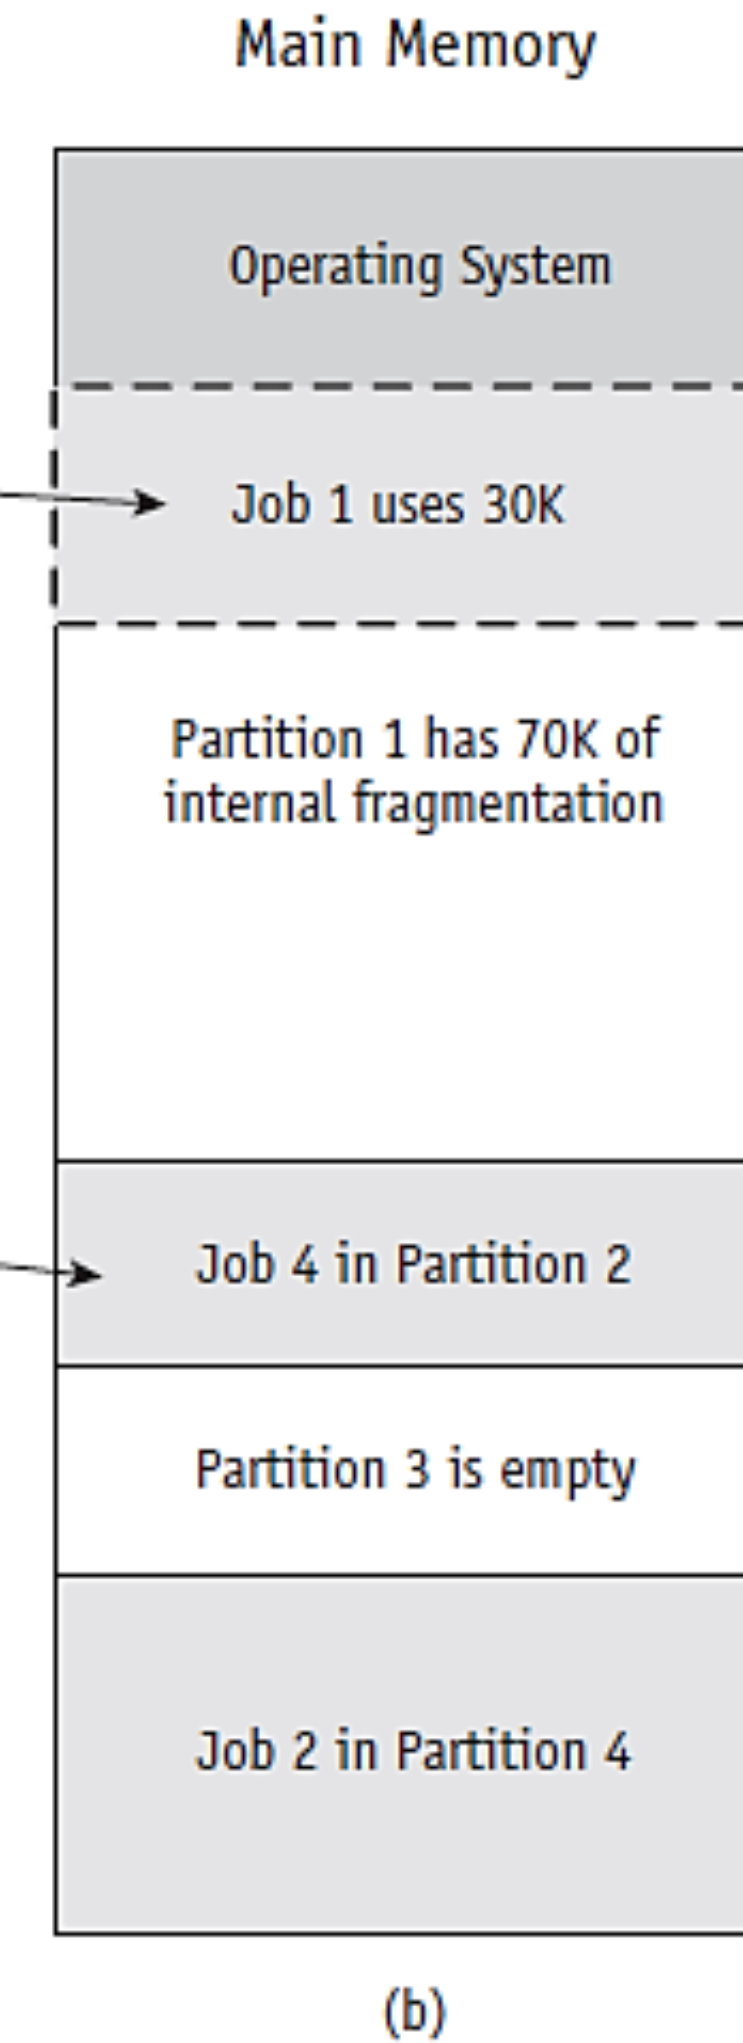 Main Memory
Operating System
Job 1 uses 30K
Partition 1 has 70K of
internal fragmentation
Job 4 in Partition 2
Partition 3 is empty
Job 2 in Partition 4
(b)